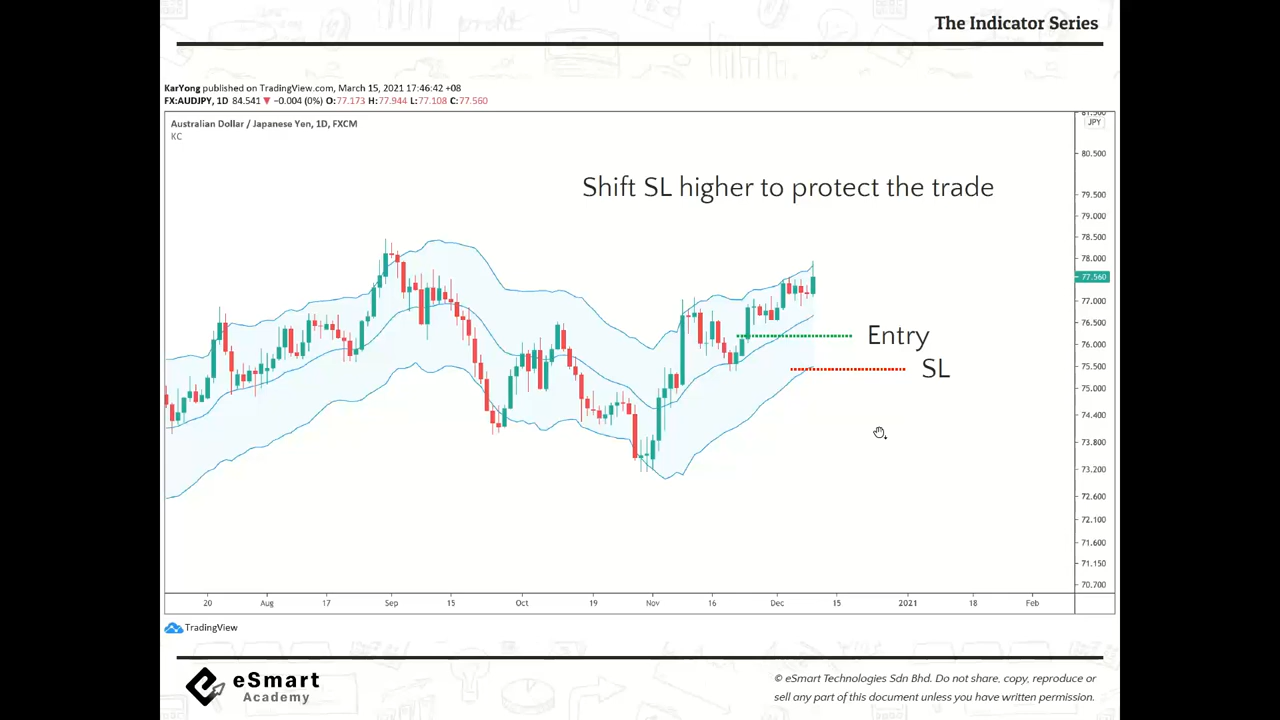 The Indicator Series
KarYong published on TradingView.com, March 15, 2021 17:46:42 +08
FX:AUDJPY, 1D 84.541 ▼ −0.004 (0%) O:77.173 H:77.944 L:77.108 C:77.560
Australian Dollar / Japanese Yen, 1D, FXCM
KC
Shift SL higher to protect the trade
Entry
SL
JPY
80.500
79.500
79.000
78.500
78.000
77.560
77.000
76.500
76.000
75.500
75.000
74.400
73.800
73.200
72.600
72.100
71.600
71.150
70.700
20 Aug 17 Sep 15 Oct 19 Nov 16 Dec 15 2021 18 Feb
TradingView
eSmart
Academy
© eSmart Technologies Sdn Bhd. Do not share, copy, reproduce or
sell any part of this document unless you have written permission.